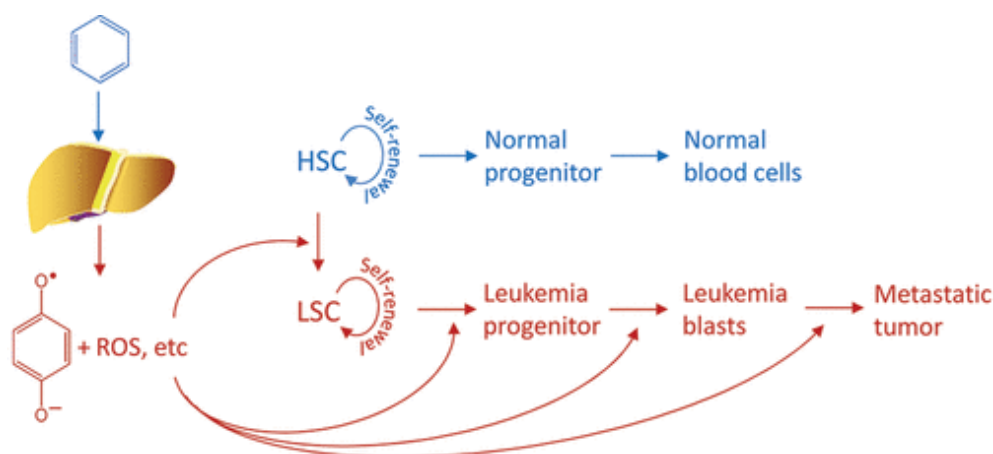 HSC
Self-renewal
Normal
progenitor
Normal
blood cells
O•
+ ROS, etc
O−
LSC
Self-renewal
Leukemia
progenitor
Leukemia
blasts
Metastatic
tumor